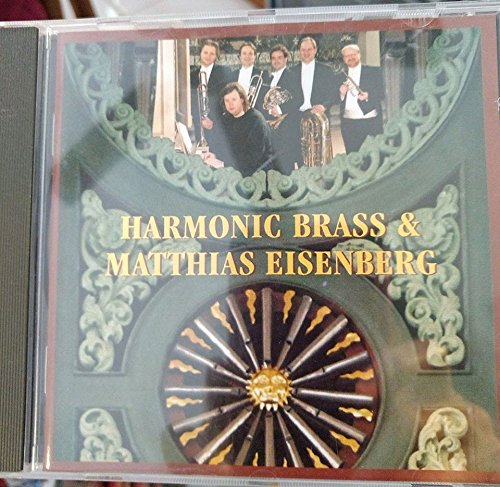 HARMONIC BRASS &
MATTHIAS EISENBERG